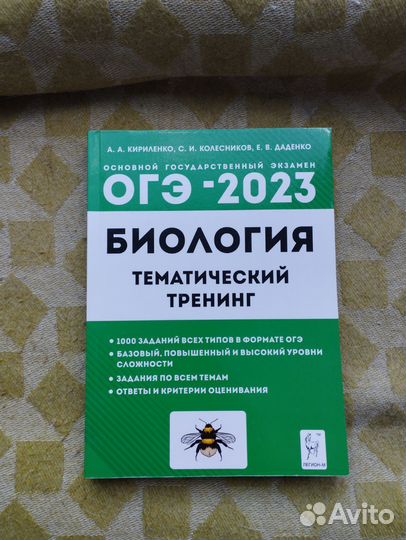 А. А. КИРИЛЕНКО, С. И. КОЛЕСНИКОВ, Е. В. ДАДЕНКО
ОСНОВНОЙ ГОСУДАРСТВЕННЫЙ ЭКЗАМЕН
ОГЭ-2023
БИОЛОГИЯ
ТЕМАТИЧЕСКИЙ
ТРЕНИНГ
• 1000 ЗАДАНИЙ ВСЕХ ТИПОВ В ФОРМАТЕ ОГЭ
• БАЗОВЫЙ, ПОВЫШЕННЫЙ И ВЫСОКИЙ УРОВНИ
СЛОЖНОСТИ
• ЗАДАНИЯ ПО ВСЕМ ТЕМАМ
• ОТВЕТЫ И КРИТЕРИИ ОЦЕНИВАНИЯ
ЛЕГИОН-М
Avito